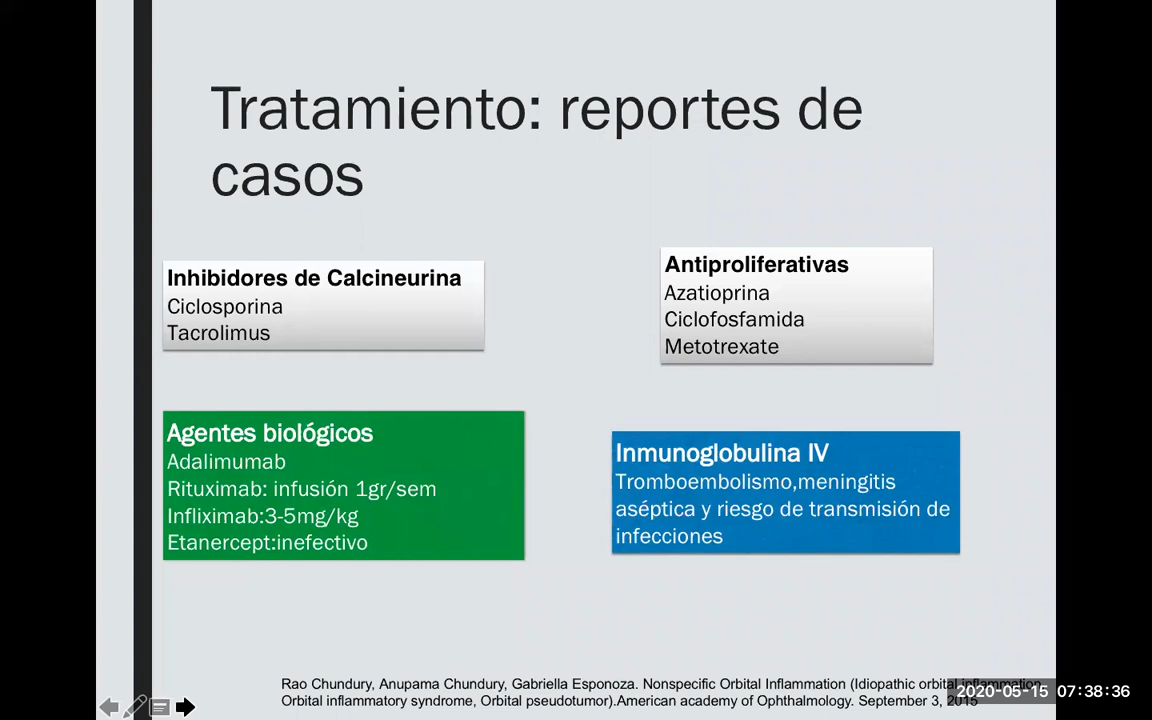 Tratamiento: reportes de
casos
Inhibidores de Calcineurina
Ciclosporina
Tacrolimus
Antiproliferativas
Azatioprina
Ciclofosfamida
Metotrexate
Agentes biológicos
Adalimumab
Rituximab: infusión 1gr/sem
Infliximab:3-5mg/kg
Etanercept:inefectivo
Inmunoglobulina IV
Tromboembolismo,meningitis
aséptica y riesgo de transmisión de
infecciones
Rao Chundury, Anupama Chundury, Gabriella Esponoza. Nonspecific Orbital Inflammation (Idiopathic orbital inflammation,
Orbital inflammatory syndrome, Orbital pseudotumor).American academy of Ophthalmology. September 3, 2015
2020-05-15 07:38:36